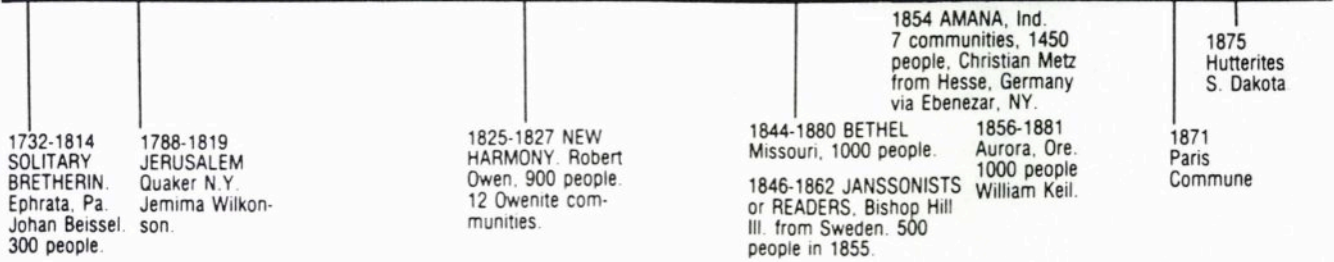 1732-1814
SOLITARY
BRETHERIN.
Ephrata, Pa.
Johan Beissel.
300 people.
1788-1819
JERUSALEM
Quaker N.Y.
Jemima Wilkon-
son.
1825-1827 NEW
HARMONY. Robert
Owen, 900 people.
12 Owenite com-
munities.
1844-1880 BETHEL
Missouri, 1000 people.
1846-1862 JANSSONISTS
or READERS, Bishop Hill
Ill. from Sweden. 500
people in 1855.
1854 AMANA, Ind.
7 communities, 1450
people, Christian Metz
from Hesse, Germany
via Ebenezar, NY.
1856-1881
Aurora, Ore.
1000 people
William Keil.
1871
Paris
Commune
1875
Hutterites
S. Dakota